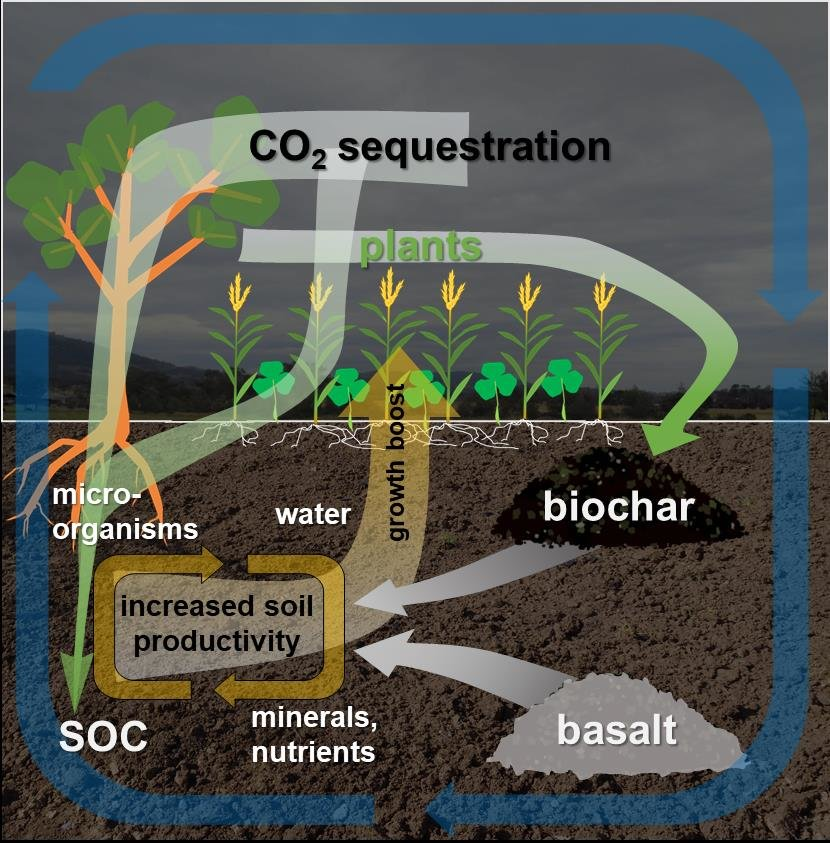 CO₂ sequestration
plants
growth boost
micro-
organisms
water
biochar
increased soil
productivity
SOC
minerals,
nutrients
basalt